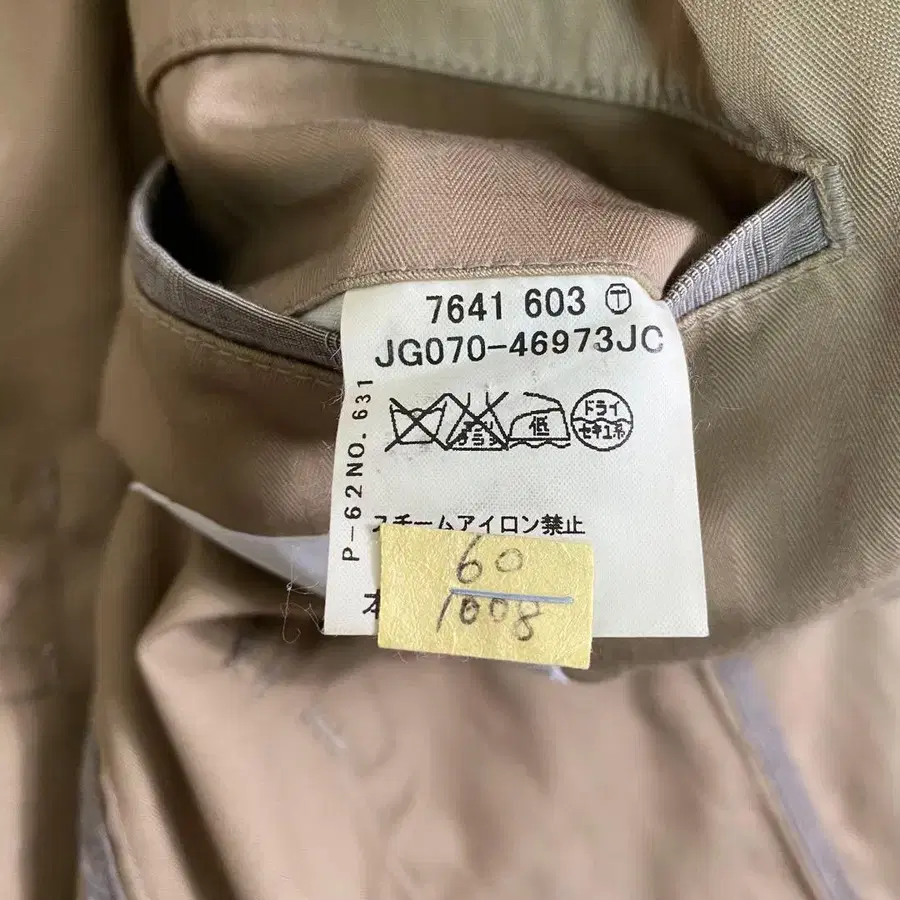 7641 603 Ⓣ
JG070-46973JC
低
ドライ
セキユ系
P-62NO.631
スチームアイロン禁止
60
1008
本